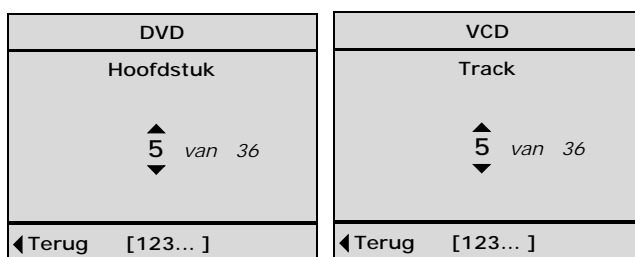 DVD
Hoofdstuk
5 van 36
Terug [123... ]
VCD
Track
5 van 36
Terug [123... ]